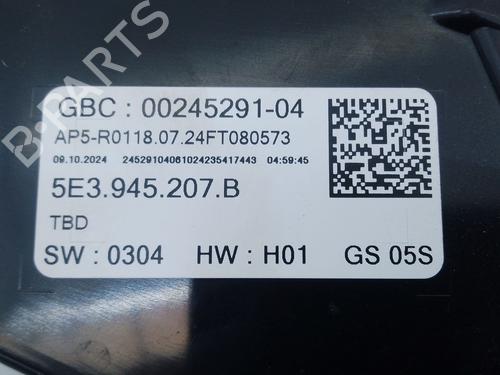 GBC : 00245291-04
AP5-R0118.07.24FT080573
09.10.2024 24529104061024235417443 04:59:45
5E3.945.207.B
TBD
SW : 0304 HW : H01 GS 05S
B-PARTS